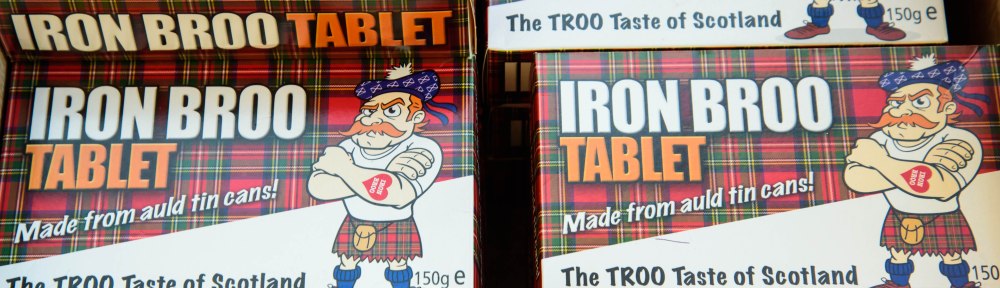 IRON BROO TABLET
IRON BROO
TABLET
Made from auld tin cans!
The TROO Taste of Scotland
150g e
The TROO Taste of Scotland
150g e
IRON BROO
TABLET
Made from auld tin cans!
The TROO Taste of Scotland
150